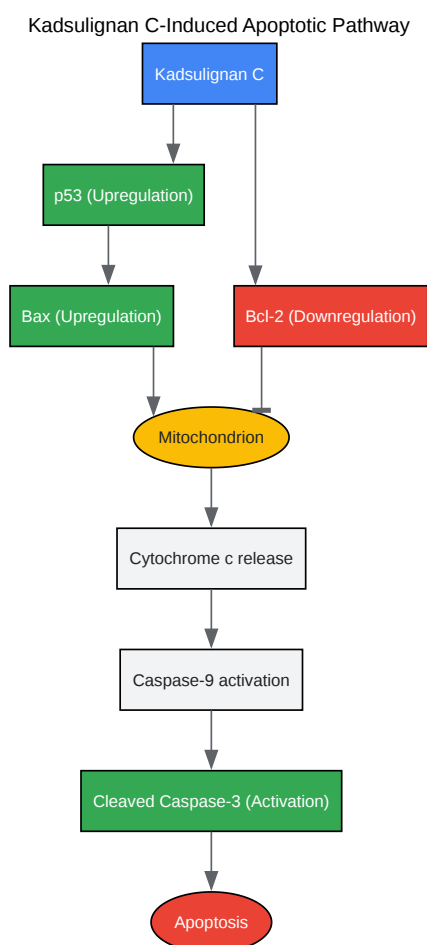 Kadsulignan C-Induced Apoptotic Pathway
Kadsulignan C
p53 (Upregulation)
Bax (Upregulation)
Bcl-2 (Downregulation)
Mitochondrion
Cytochrome c release
Caspase-9 activation
Cleaved Caspase-3 (Activation)
Apoptosis